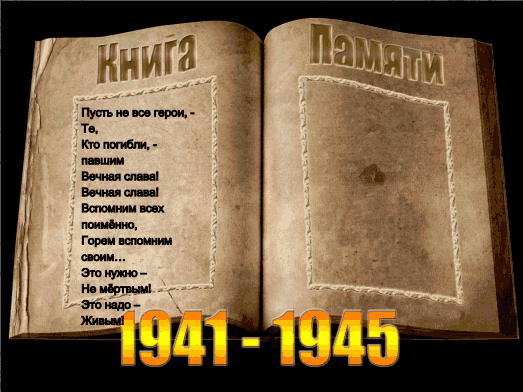 Книга Памяти
Пусть не все герои, -
Те,
Кто погибли, -
павшим
Вечная слава!
Вечная слава!
Вспомним всех
поимённо,
Горем вспомним
своим...
Это нужно –
Не мёртвым!
Это надо –
Живым!
1941 - 1945